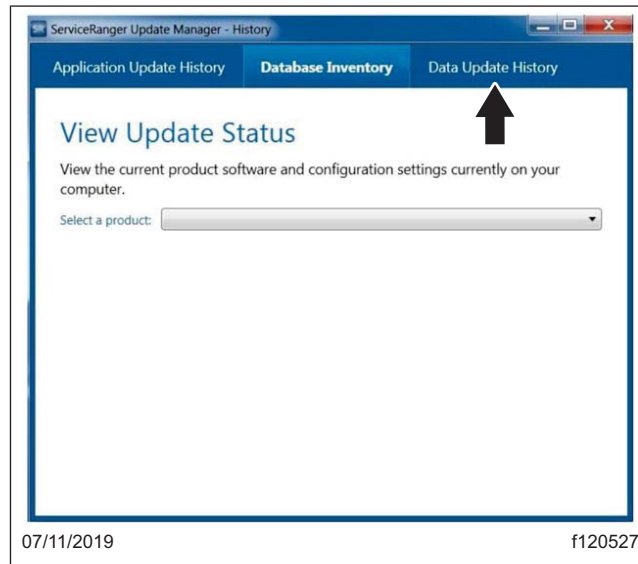 SR ServiceRanger Update Manager - History
Application Update History Database Inventory Data Update History
View Update Status
View the current product software and configuration settings currently on your
computer.
Select a product:
07/11/2019 f120527